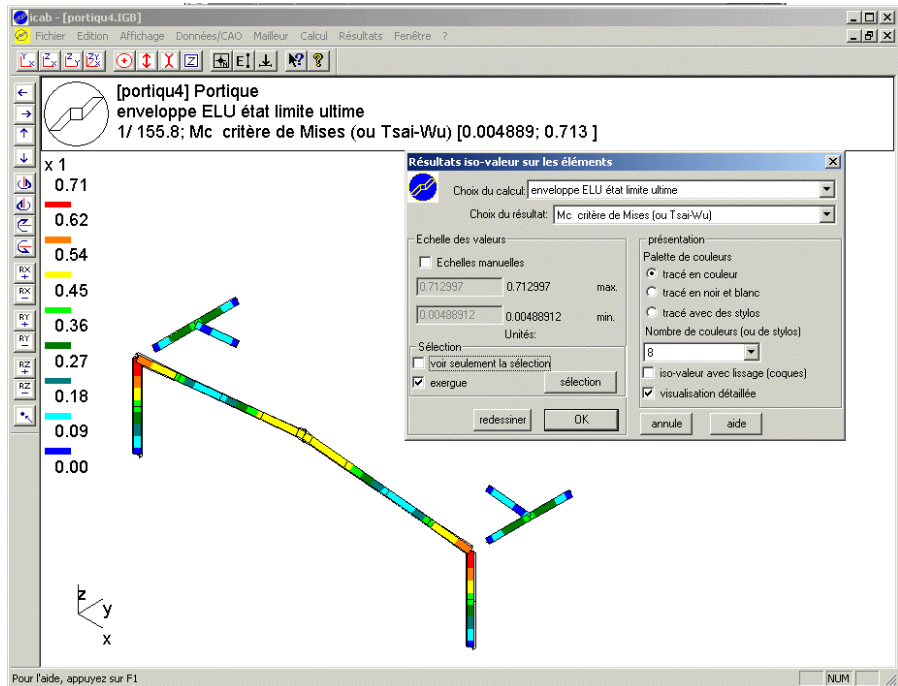 icab - [portiqu4.IGB]
Fichier Edition Affichage Données/CAO Mailleur Calcul Résultats Fenêtre ?
[portiqu4] Portique
enveloppe ELU état limite ultime
1/ 155.8; Mc critère de Mises (ou Tsai-Wu) [0.004889; 0.713 ]
x 1
0.71
0.62
0.54
0.45
0.36
0.27
0.18
0.09
0.00
RX
+
RX
-
RY
+
RY
-
RZ
+
RZ
-
Résultats iso-valeur sur les éléments
Choix du calcul: enveloppe ELU état limite ultime
Choix du résultat: Mc critère de Mises (ou Tsai-Wu)
Echelle des valeurs
Echelles manuelles
0.712997 0.712997 max.
0.00488912 0.00488912 min.
Unités:
Sélection
voir seulement la sélection
exergue sélection
redessiner OK
présentation
Palette de couleurs
tracé en couleur
tracé en noir et blanc
tracé avec des stylos
Nombre de couleurs (ou de stylos)
8
iso-valeur avec lissage (coques)
visualisation détaillée
annule aide
z
y
x
Pour l'aide, appuyez sur F1
NUM